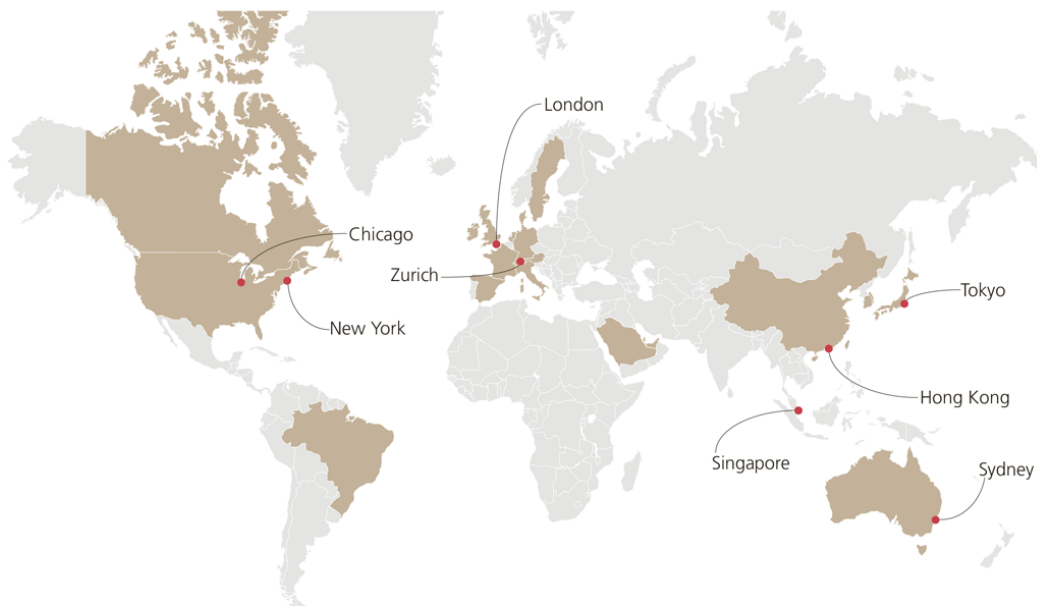 London
Chicago
Zurich
Tokyo
New York
Hong Kong
Singapore
Sydney